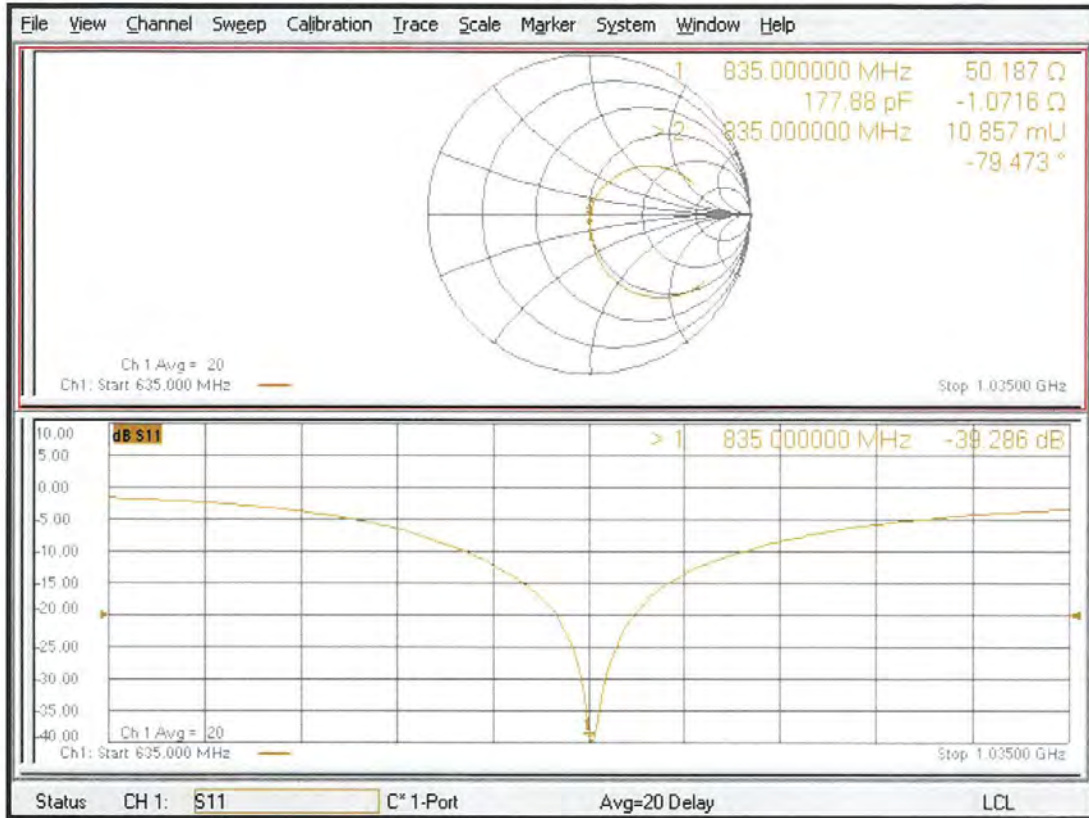 File View Channel Sweep Calibration Trace Scale Marker System Window Help
1 835.000000 MHz 50.187 Ω
177.88 pF -1.0716 Ω
> 2 835.000000 MHz 10.857 mU
-79.473 °
Ch 1 Avg = 20
Ch1: Start 635.000 MHz
Stop 1.03500 GHz
10.00
dB S11
> 1 835.000000 MHz -39.286 dB
5.00
0.00
-5.00
-10.00
-15.00
-20.00
-25.00
-30.00
-35.00
-40.00
Ch 1 Avg = 20
Ch1: Start 635.000 MHz
Stop 1.03500 GHz
Status CH 1: S11 C* 1-Port Avg=20 Delay LCL